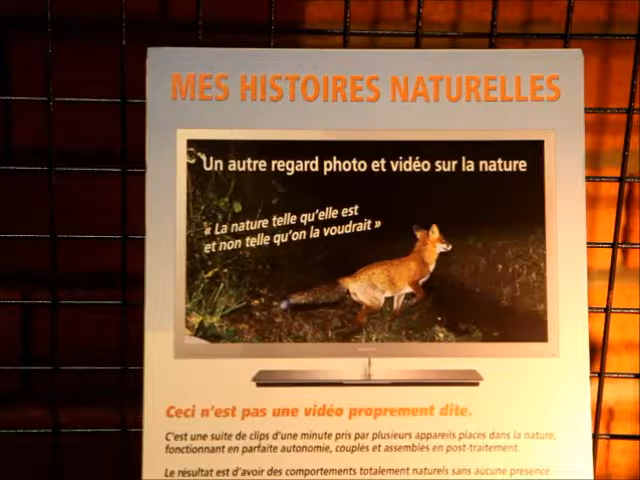 MES HISTOIRES NATURELLES
Un autre regard photo et vidéo sur la nature
« La nature telle qu'elle est
et non telle qu'on la voudrait »
Ceci n'est pas une vidéo proprement dite.
C'est une suite de clips d'une minute pris par plusieurs appareils placés dans la nature,
fonctionnant en parfaite autonomie, couplés et assemblés en post-traitement.
Le résultat est d'avoir des comportements totalement naturels sans aucune présence